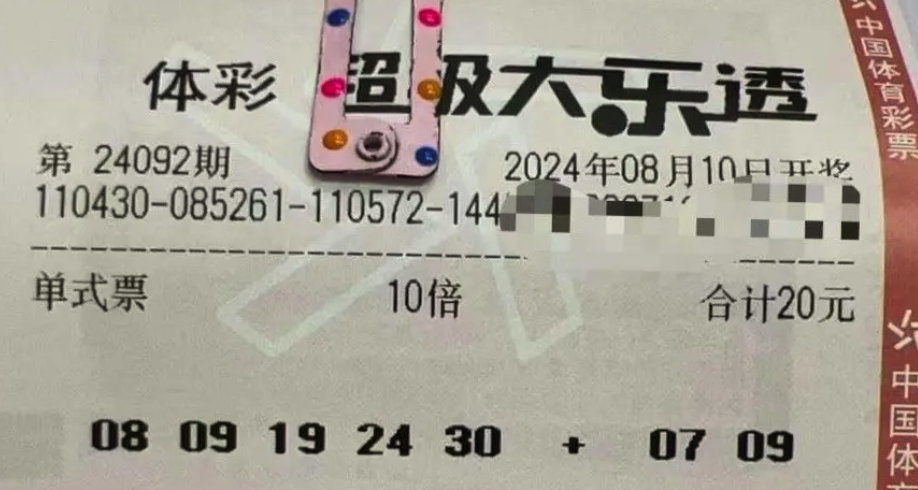 体彩 超级大乐透
第 24092期 2024年08月10日开奖
110430-085261-110572-144
单式票 10倍 合计20元
08 09 19 24 30 + 07 09
中国体育彩票
中国体